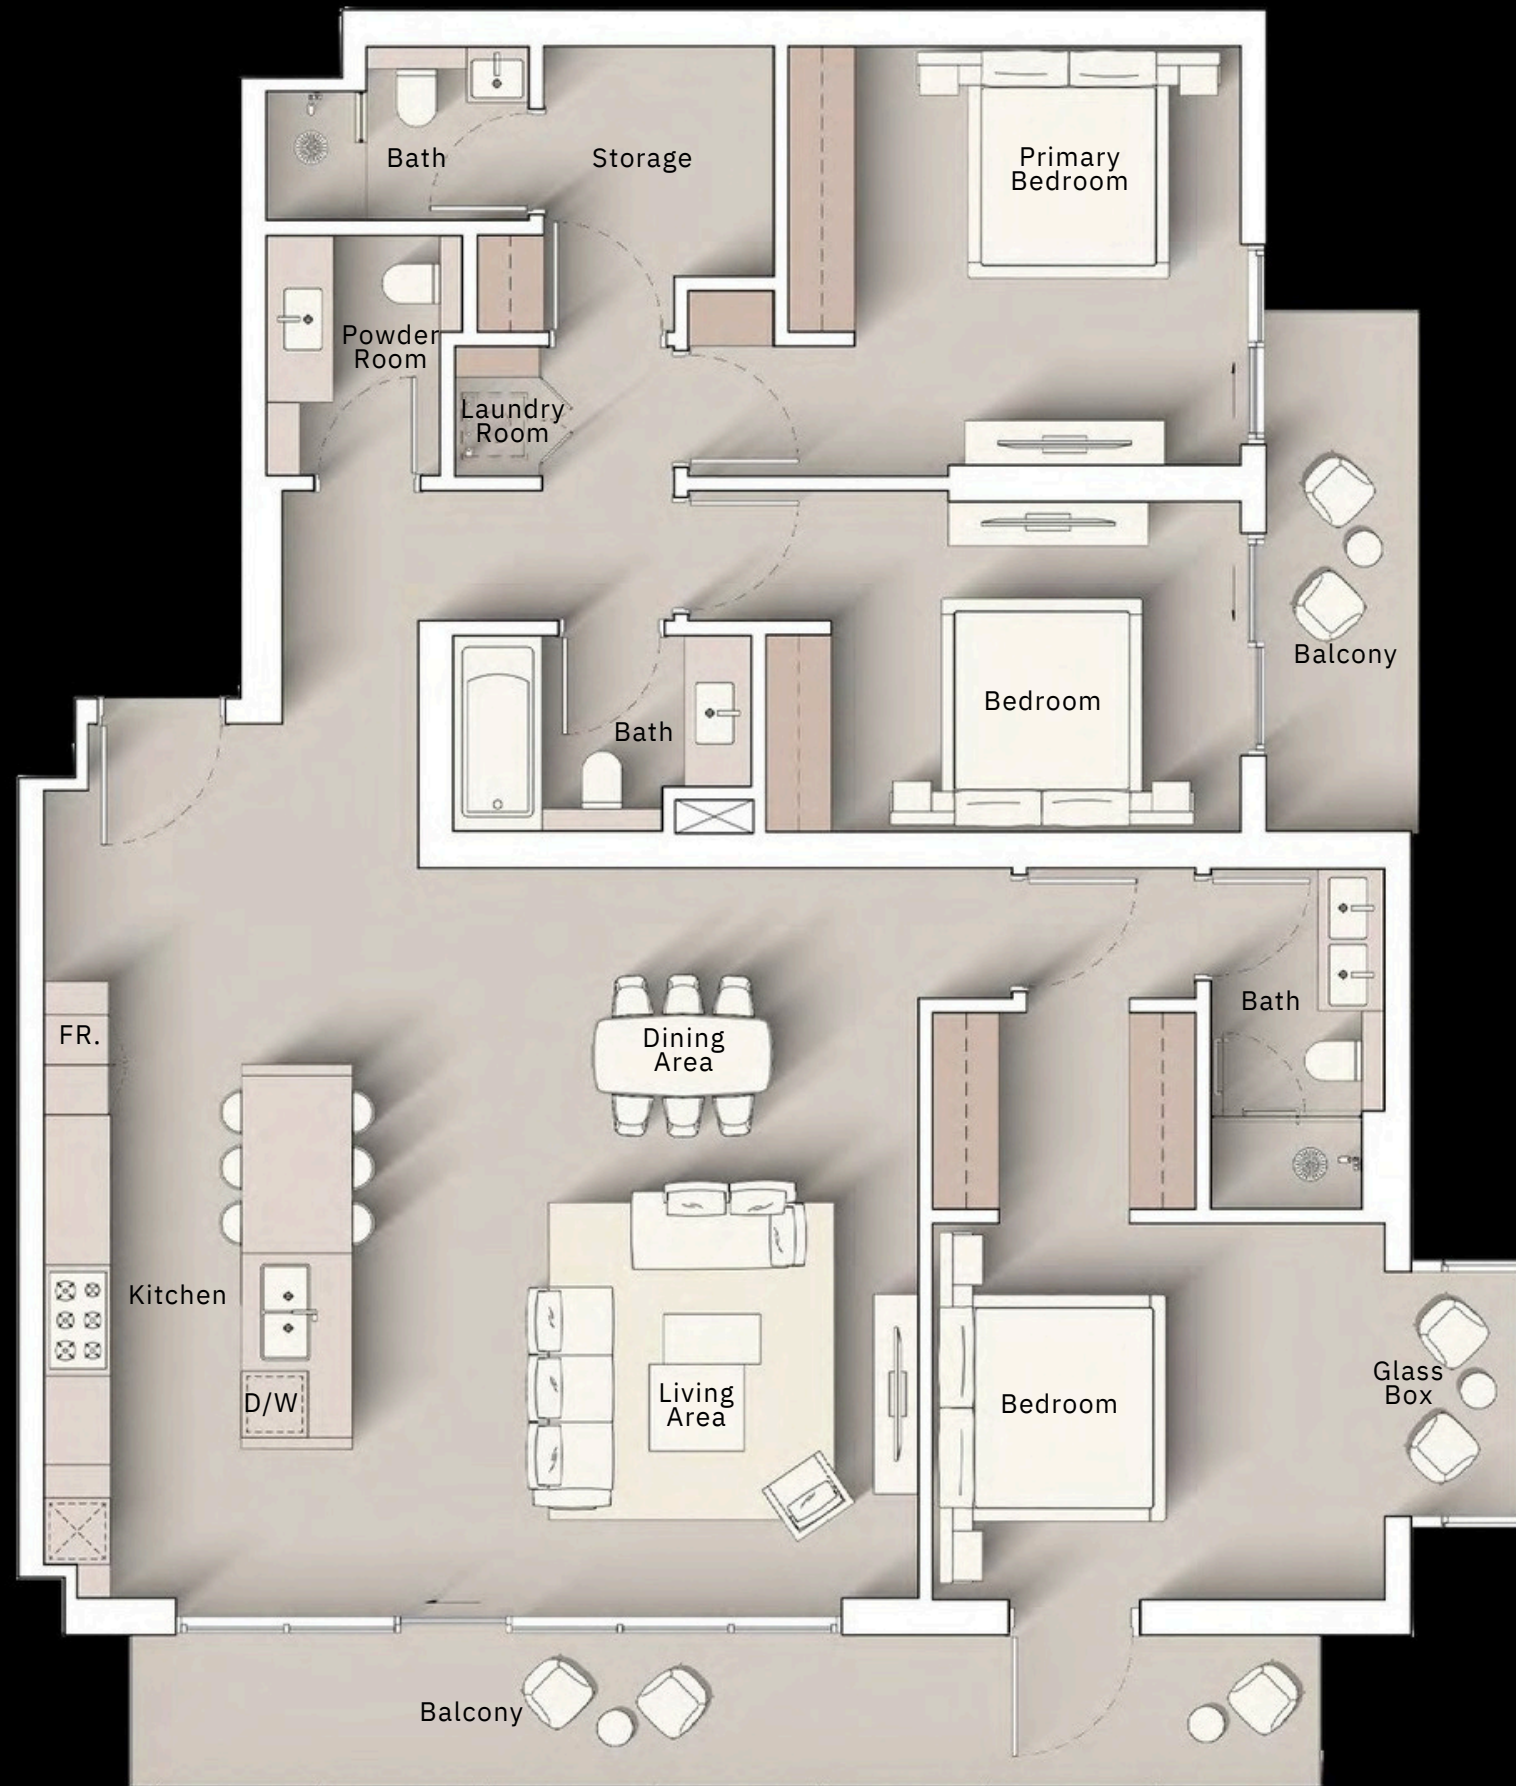 Bath
Storage
Primary
Bedroom
Powder
Room
Laundry
Room
Balcony
Bedroom
Bath
FR.
Dining
Area
Bath
Kitchen
D/W
Living
Area
Bedroom
Glass
Box
Balcony